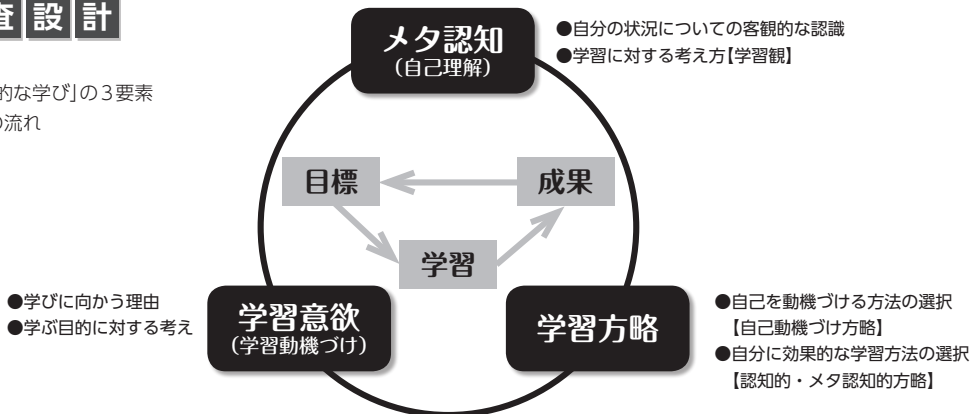 査設計
的な学び」の3要素
の流れ
メタ認知
(自己理解)
●自分の状況についての客観的な認識
●学習に対する考え方【学習観】
目標
成果
学習
●学びに向かう理由
●学ぶ目的に対する考え
学習意欲
(学習動機づけ)
学習方略
●自己を動機づける方法の選択
【自己動機づけ方略】
●自分に効果的な学習方法の選択
【認知的・メタ認知的方略】